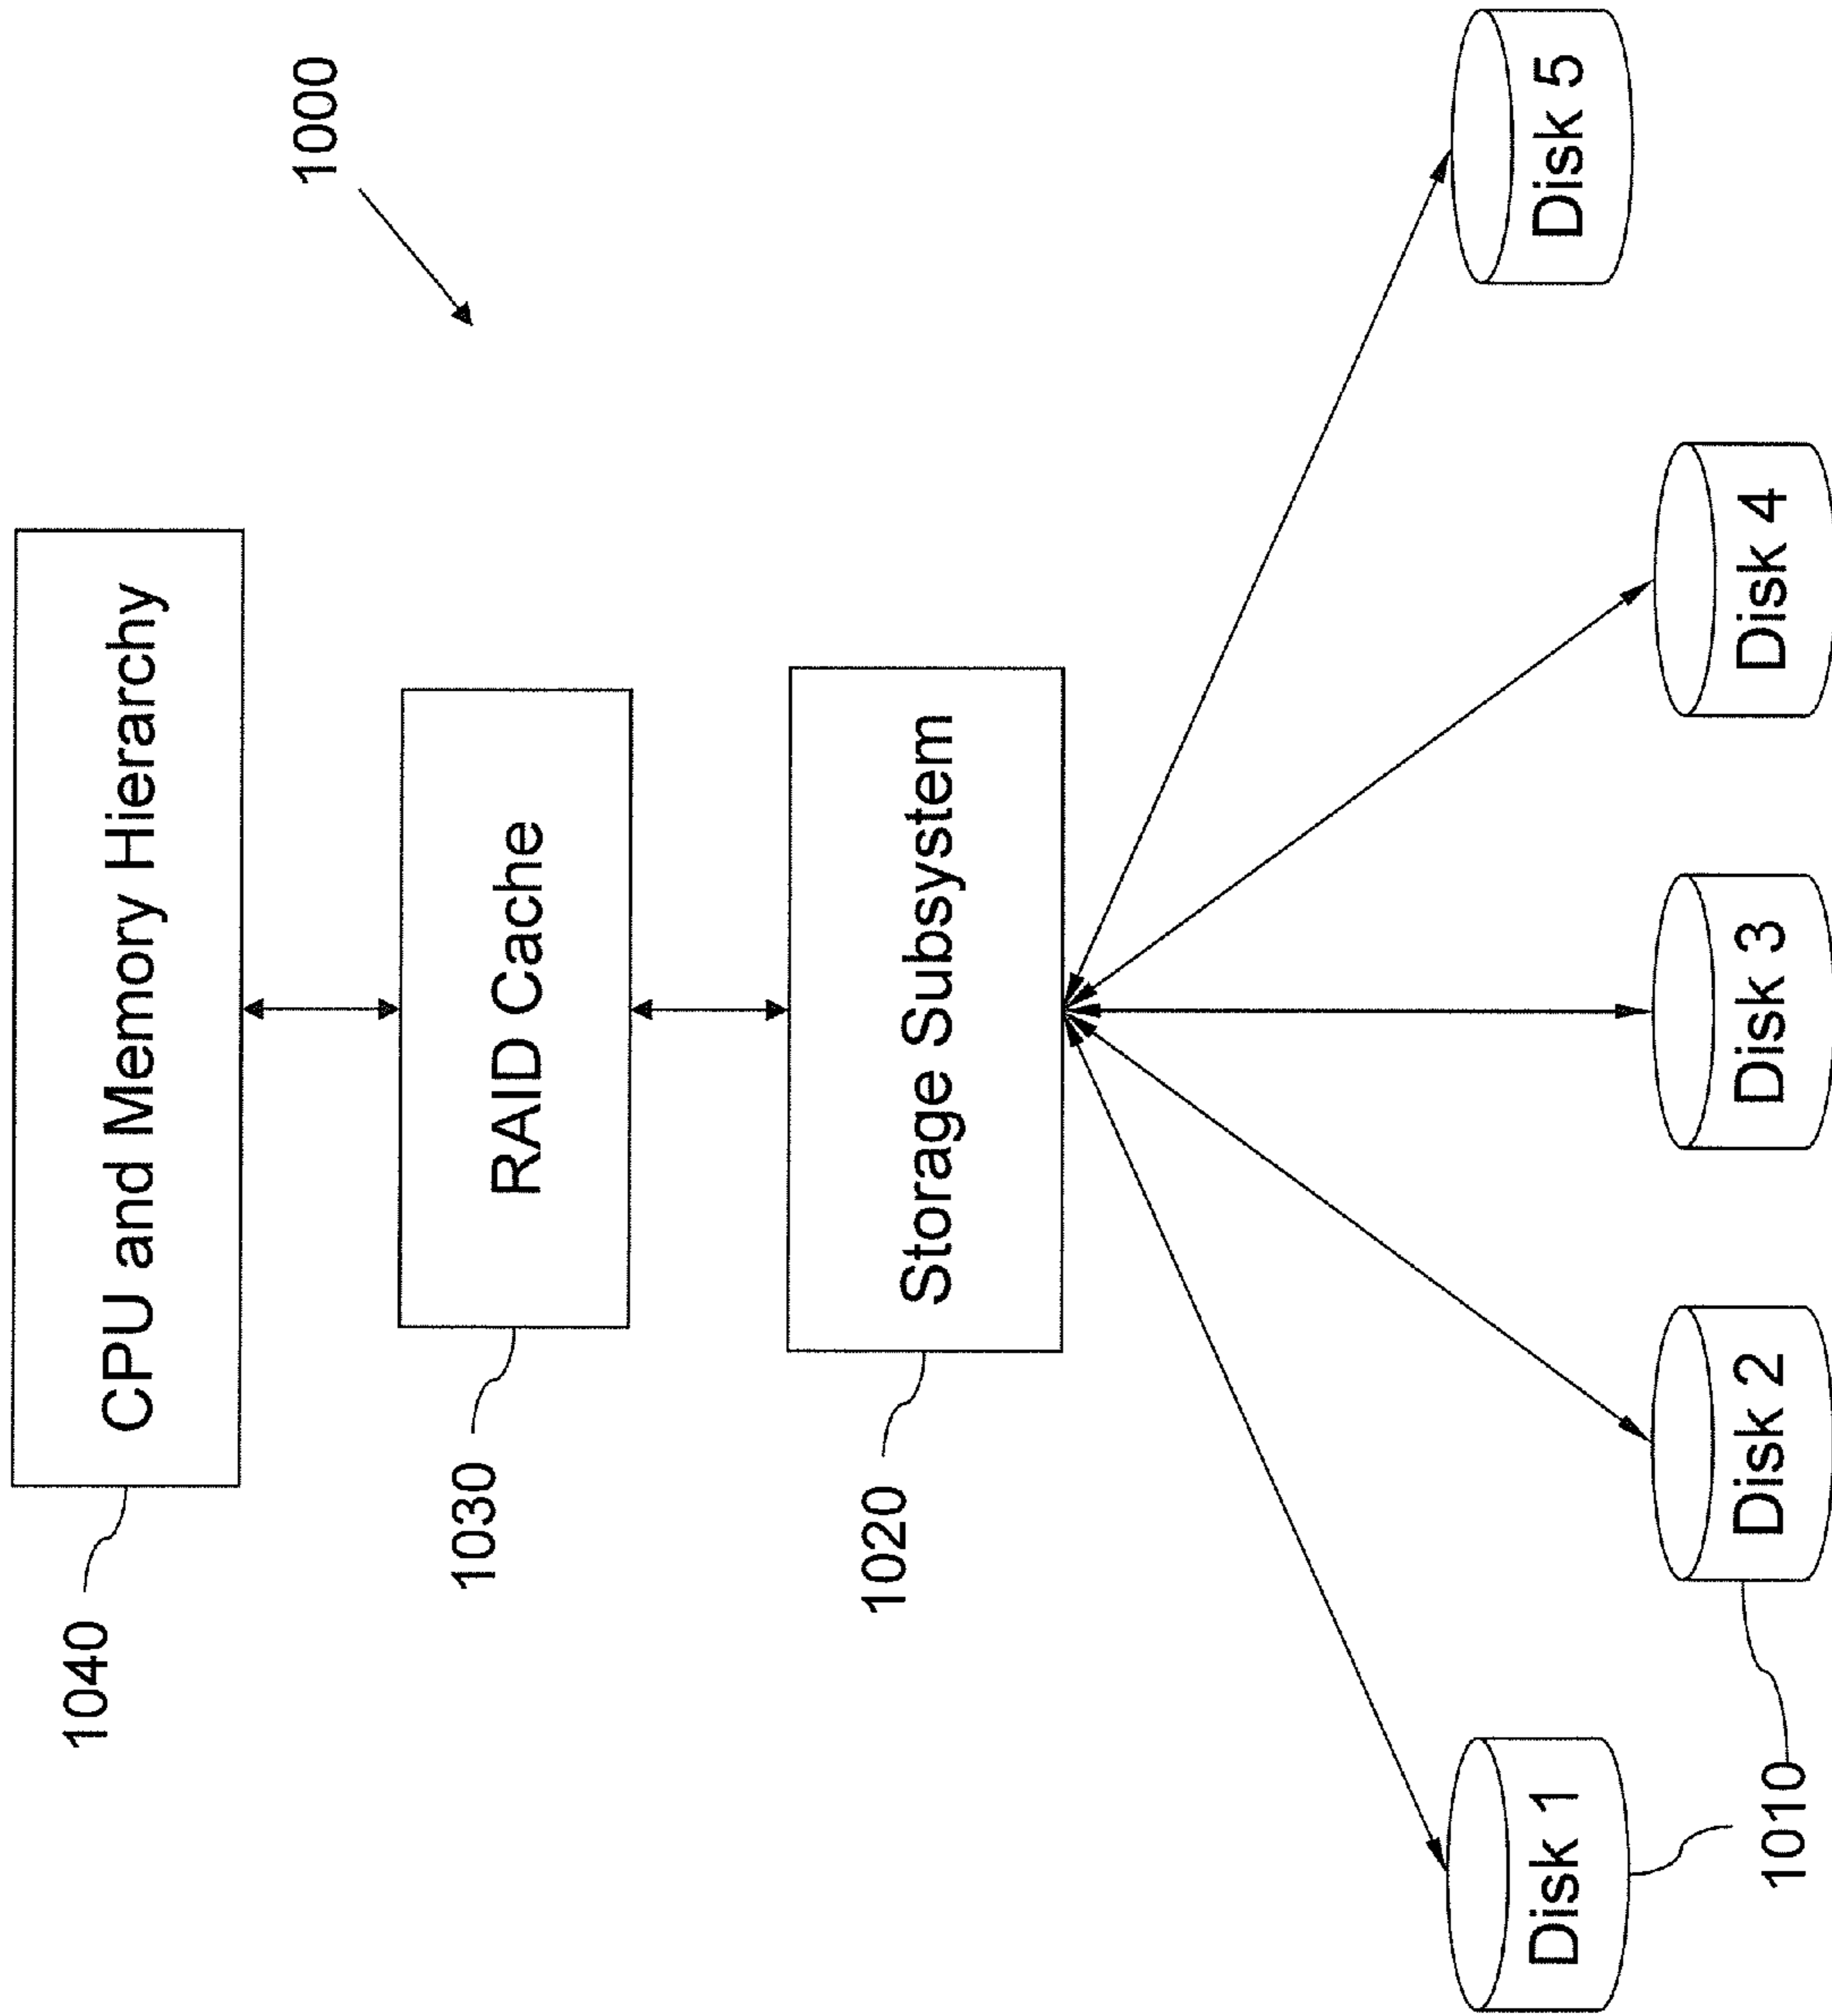 1000
1040
CPU and Memory Hierarchy
1030
RAID Cache
1020
Storage Subsystem
Disk 1
Disk 2
Disk 3
Disk 4
Disk 5
1010